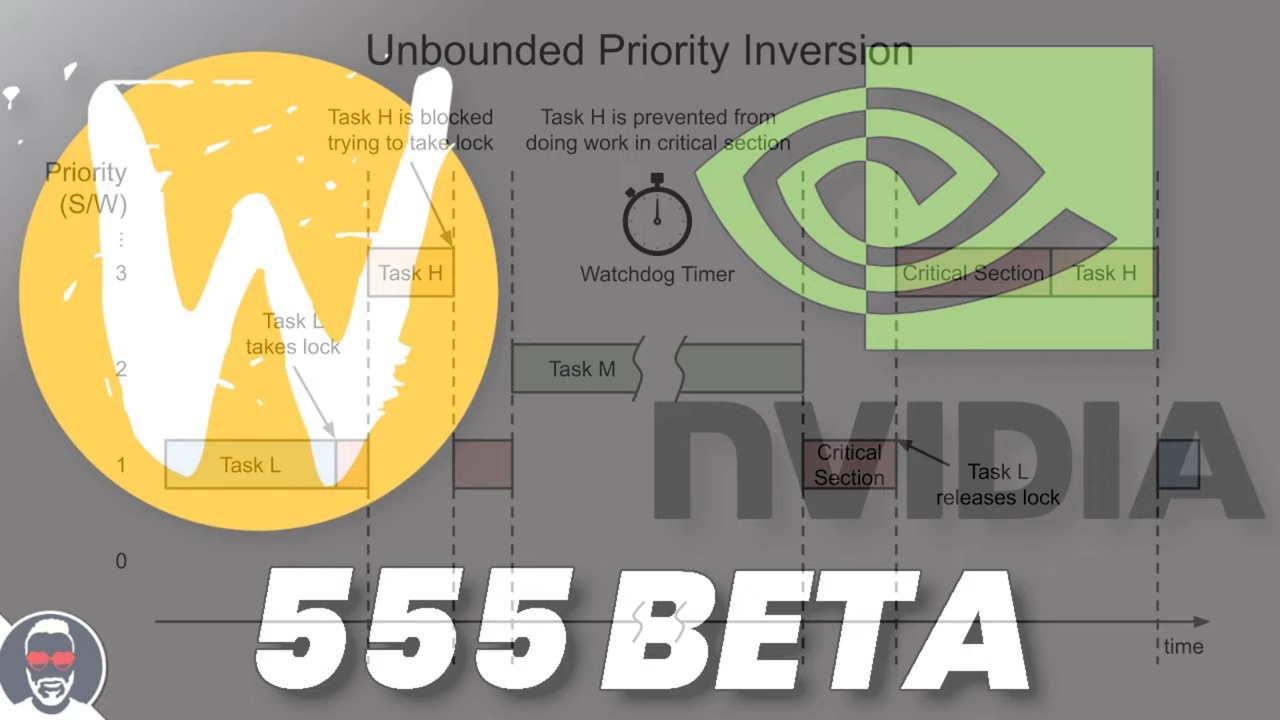 Unbounded Priority Inversion
Task H is blocked
trying to take lock
Task H is prevented from
doing work in critical section
Priority
(S/W)
⋮
3
Task H
Watchdog Timer
Critical Section
Task H
Task L
takes lock
2
Task M
nVIDIA
1
Task L
Critical
Section
Task L
releases lock
0
555 BETA
time